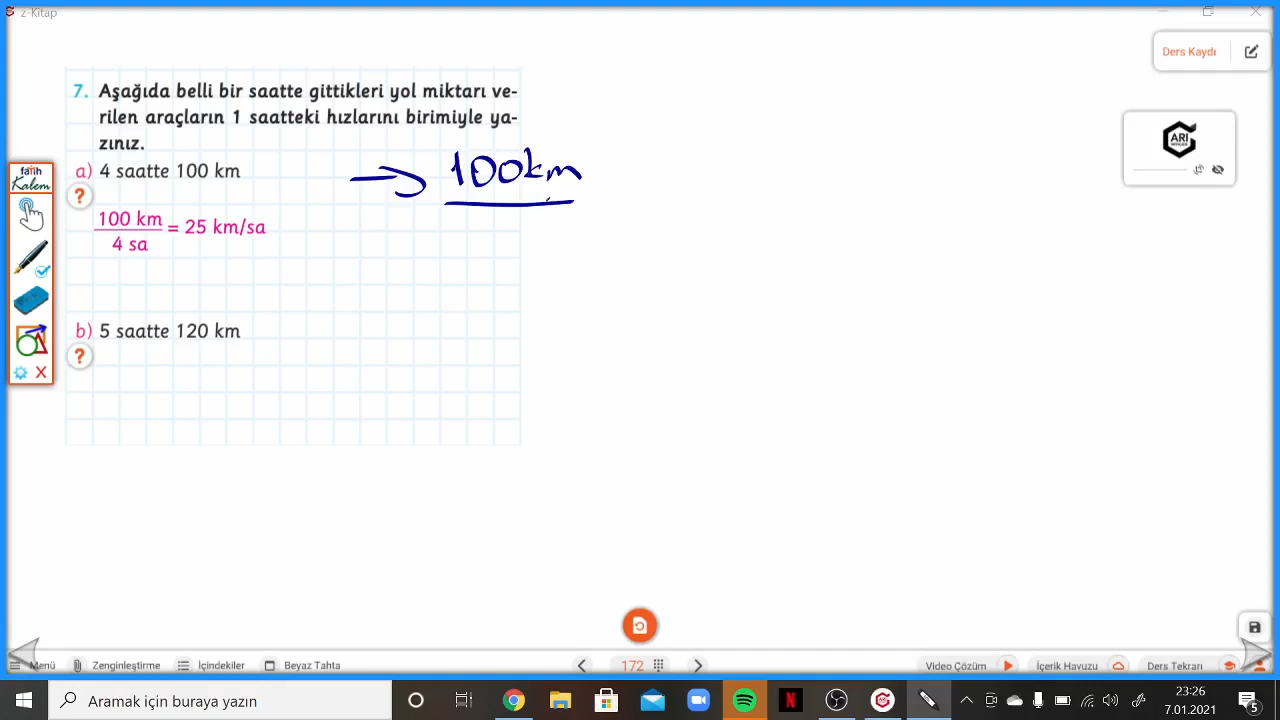 z-Kitap
Ders Kaydı
7. Aşağıda belli bir saatte gittikleri yol miktarı ve-
rilen araçların 1 saatteki hızlarını birimiyle ya-
zınız.
a) 4 saatte 100 km
→ 100km
?
100 km
4 sa
= 25 km/sa
b) 5 saatte 120 km
?
fatih
Kalem
ARI
Menü
Zenginleştirme
İçindekiler
Beyaz Tahta
172
Video Çözüm
İçerik Havuzu
Ders Tekrarı
Aramak için buraya yazın
23:26
7.01.2021
5